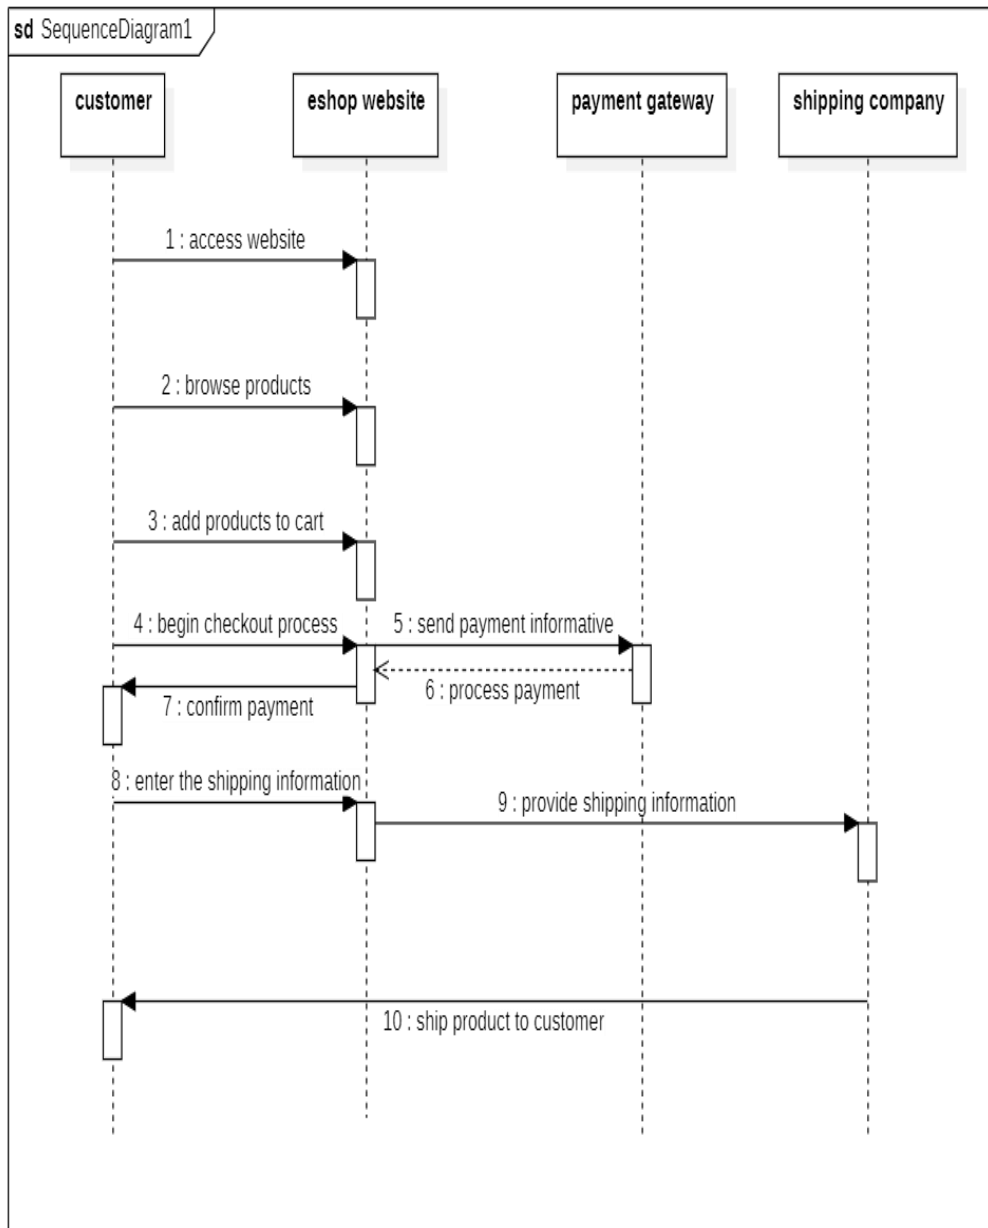 sd SequenceDiagram1
customer
eshop website
payment gateway
shipping company
1 : access website
2 : browse products
3 : add products to cart
4 : begin checkout process
5 : send payment informative
6 : process payment
7 : confirm payment
8 : enter the shipping information
9 : provide shipping information
10 : ship product to customer